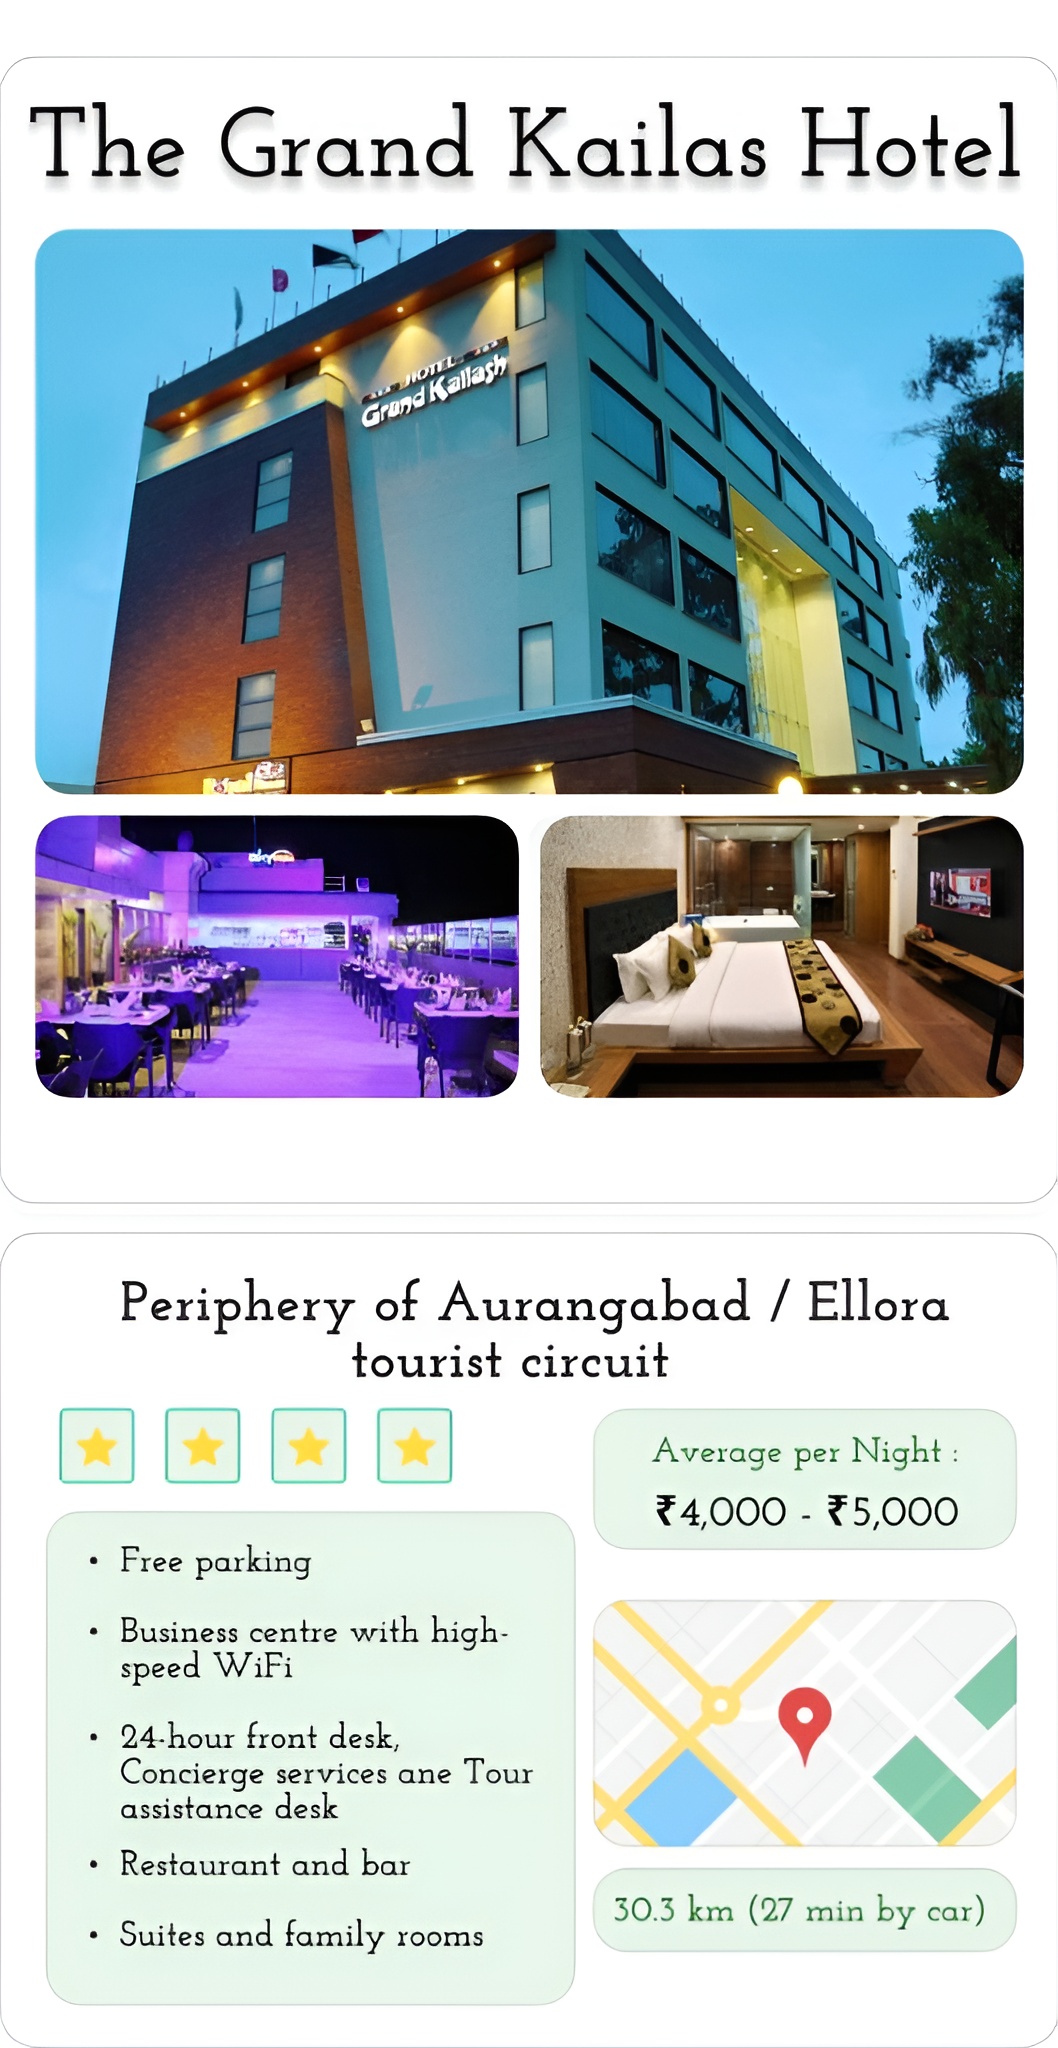 The Grand Kailas Hotel
HOTEL
Grand Kailash
Periphery of Aurangabad / Ellora
tourist circuit
Average per Night :
₹4,000 - ₹5,000
• Free parking
• Business centre with high-
speed WiFi
• 24-hour front desk,
Concierge services ane Tour
assistance desk
• Restaurant and bar
• Suites and family rooms
30.3 km (27 min by car)